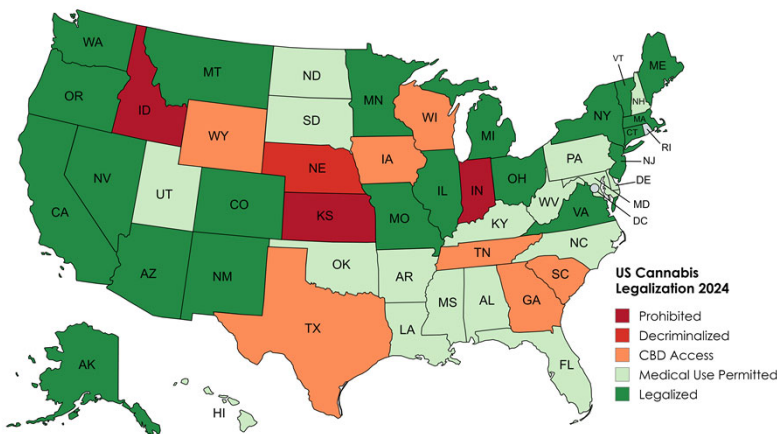 WA
MT
ND
MN
OR
ID
SD
WY
WI
MI
VT
ME
NH
NY
MA
CT
RI
NE
IA
PA
NJ
NV
UT
CO
IL
IN
OH
DE
WV
MD
DC
CA
KS
MO
KY
VA
AZ
NM
OK
AR
TN
NC
SC
MS
AL
GA
TX
LA
FL
AK
HI
US Cannabis
Legalization 2024
Prohibited
Decriminalized
CBD Access
Medical Use Permitted
Legalized